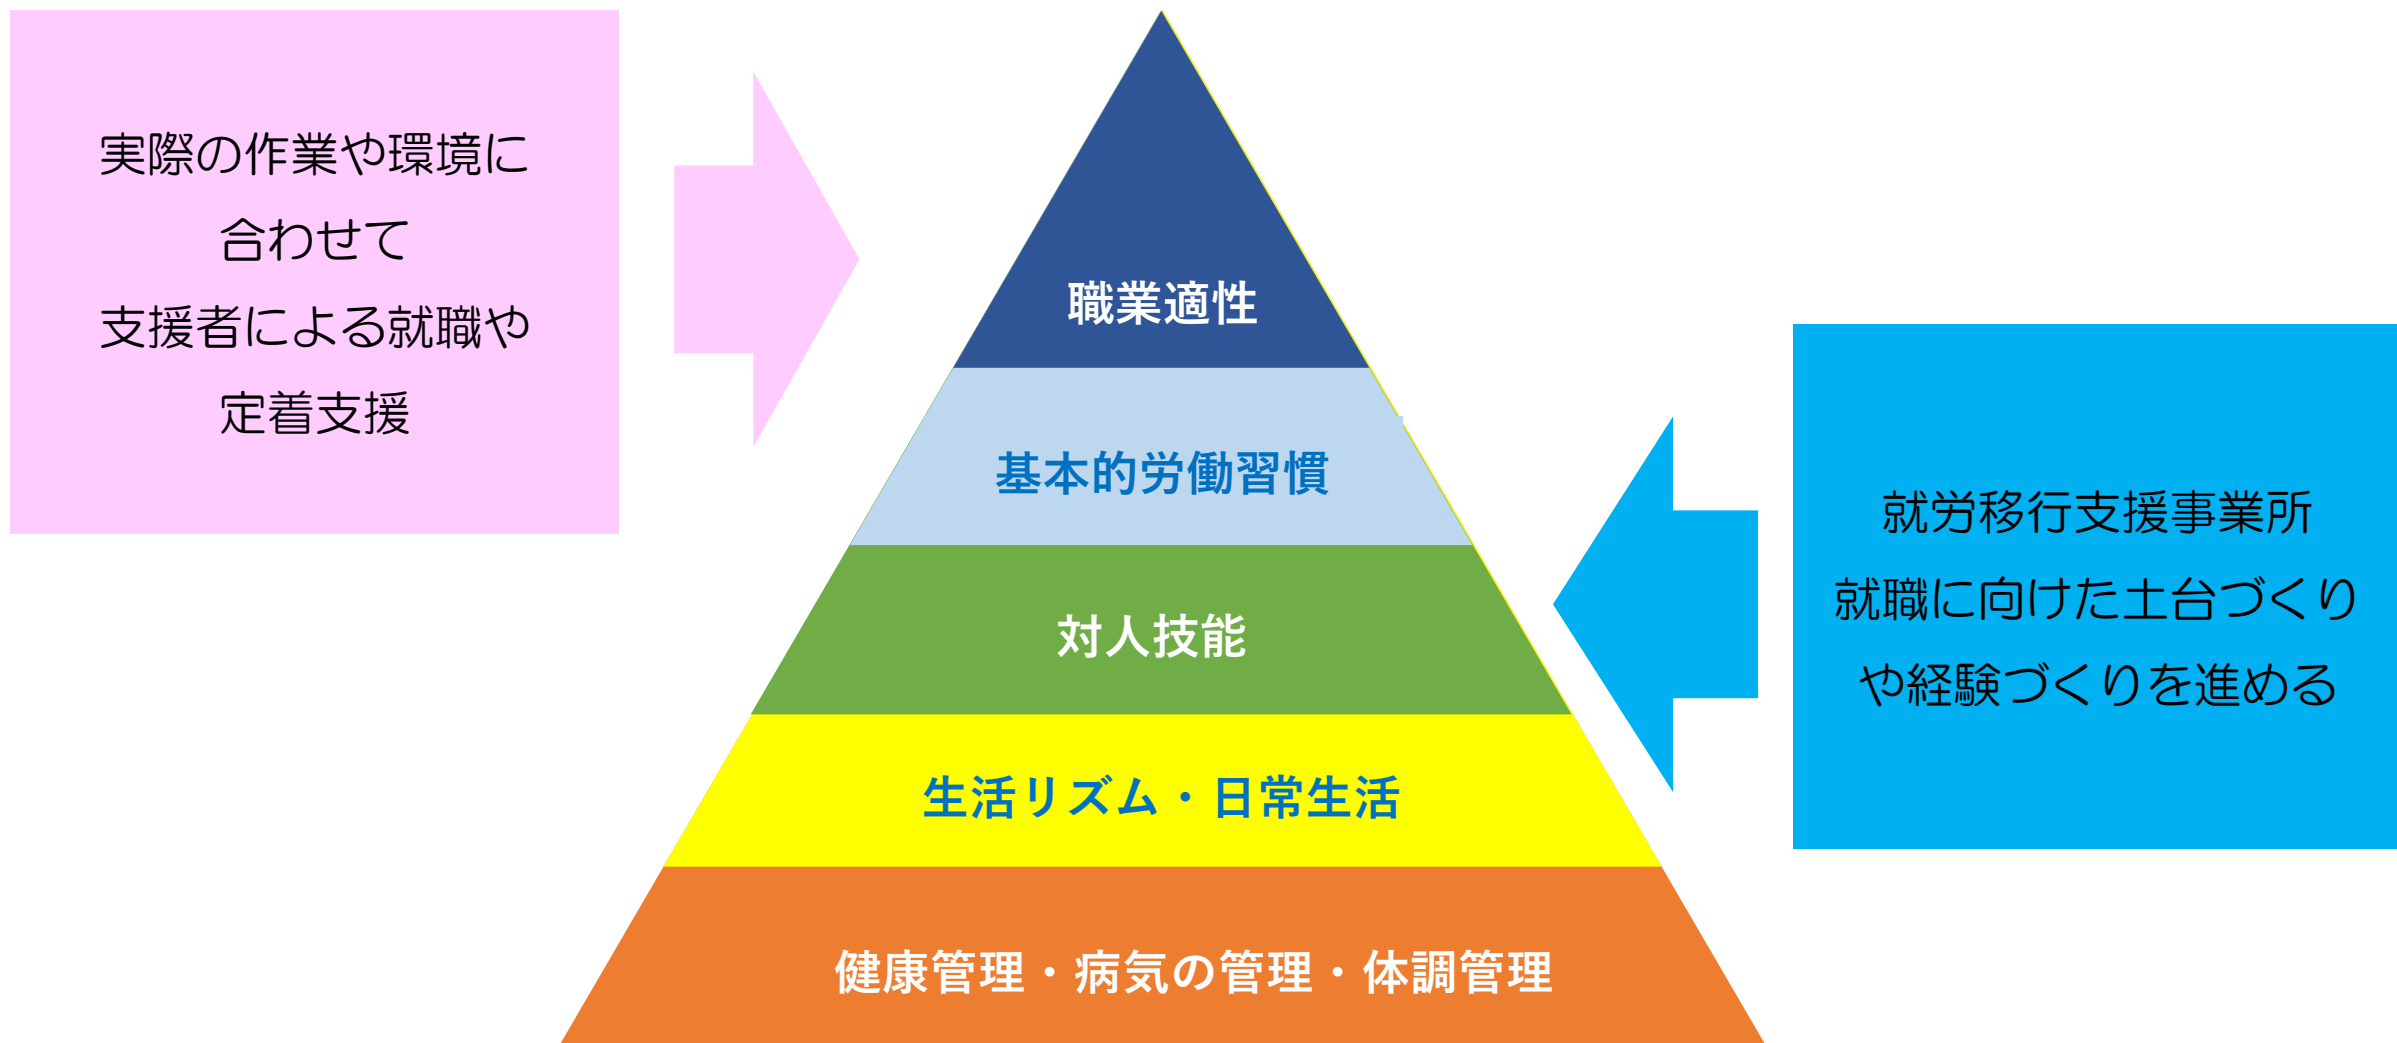 実際の作業や環境に
合わせて
支援者による就職や
定着支援
職業適性
基本的労働習慣
対人技能
生活リズム・日常生活
健康管理・病気の管理・体調管理
就労移行支援事業所
就職に向けた土台づくり
や経験づくりを進める